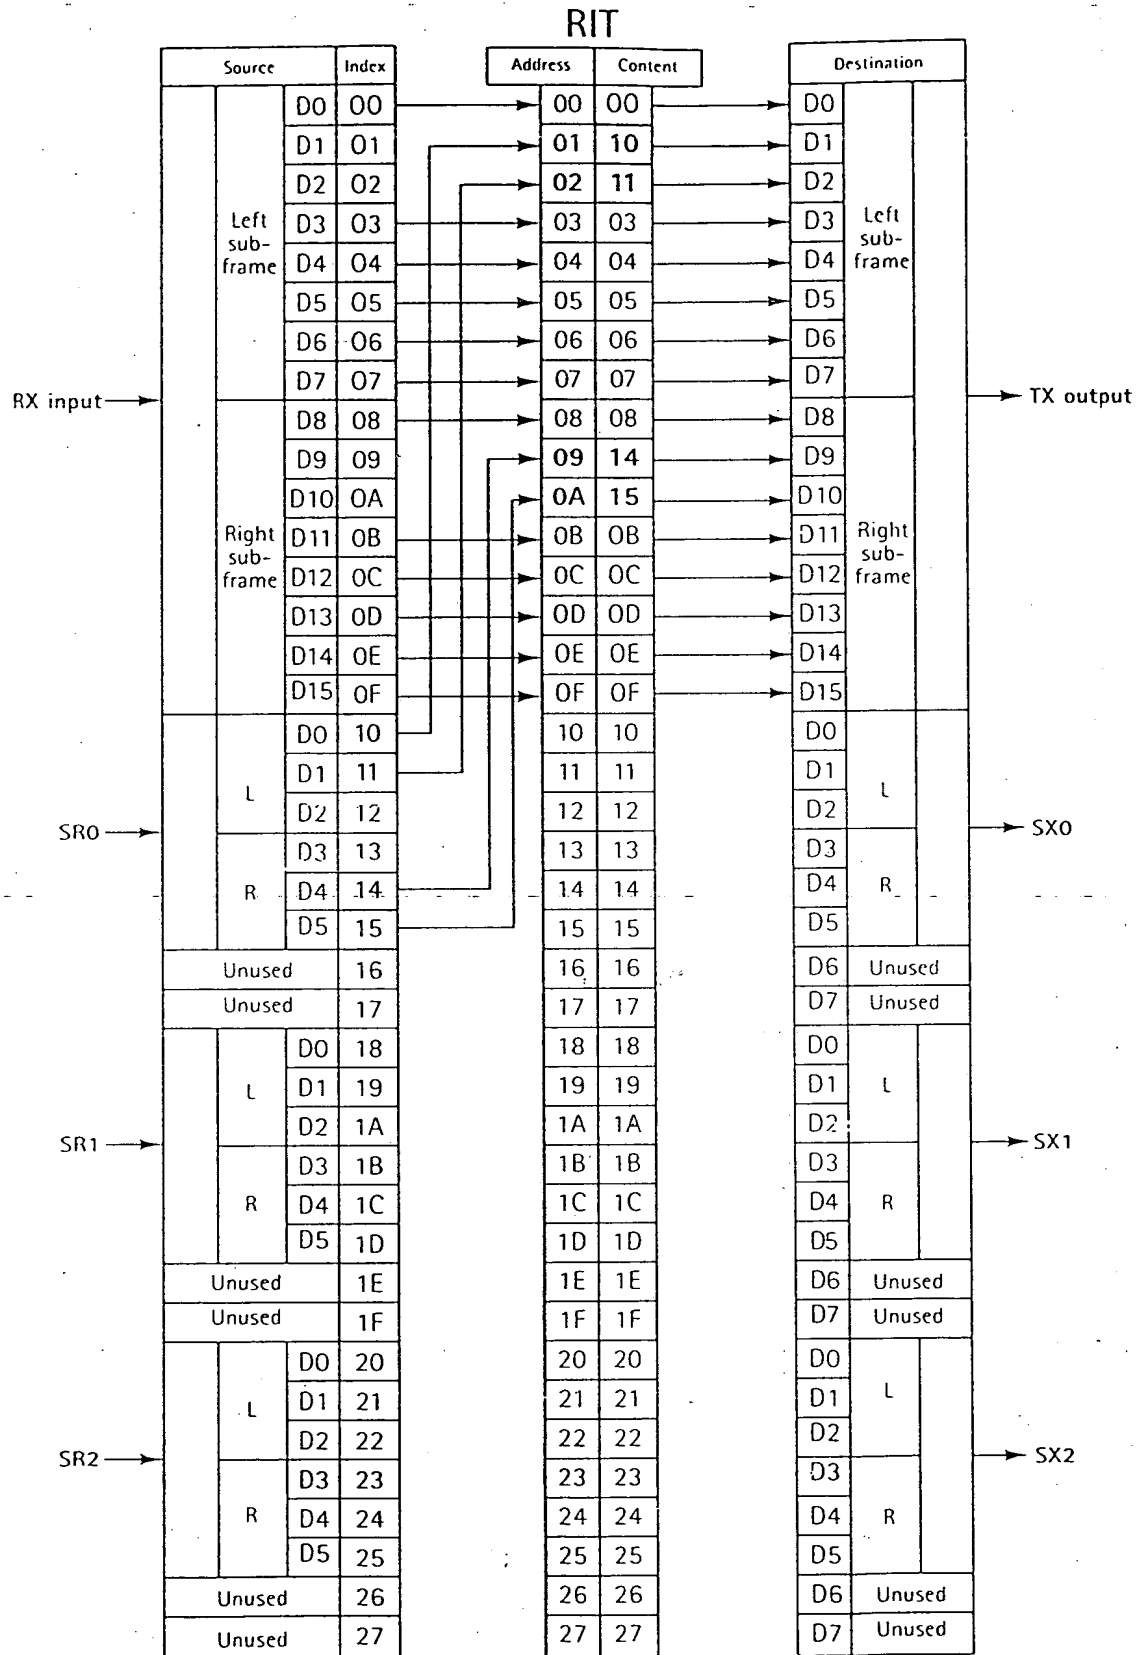 RIT
Source Index Address Content Destination
D0 00 00 00 D0
D1 01 01 10 D1
D2 02 02 11 D2
Left sub- frame D3 03 03 03 D3 Left sub- frame
D4 04 04 04 D4
D5 05 05 05 D5
D6 06 06 06 D6
D7 07 07 07 D7
RX input TX output
D8 08 08 08 D8
D9 09 09 14 D9
D10 0A 0A 15 D10
Right sub- frame D11 0B 0B 0B D11 Right sub- frame
D12 0C 0C 0C D12
D13 0D 0D 0D D13
D14 0E 0E 0E D14
D15 0F 0F 0F D15
D0 10 10 10 D0
D1 11 11 11 D1
L L
D2 12 12 12 D2
SR0 SX0
D3 13 13 13 D3
R D4 14 14 14 D4 R
D5 15 15 15 D5
Unused 16 16 16 D6 Unused
Unused 17 17 17 D7 Unused
D0 18 18 18 D0
L D1 19 19 19 D1 L
D2 1A 1A 1A D2
SR1 SX1
D3 1B 1B 1B D3
R D4 1C 1C 1C D4 R
D5 1D 1D 1D D5
Unused 1E 1E 1E D6 Unused
Unused 1F 1F 1F D7 Unused
D0 20 20 20 D0
L D1 21 21 21 D1 L
D2 22 22 22 D2
SR2 SX2
D3 23 23 23 D3
R D4 24 24 24 D4 R
D5 25 25 25 D5
Unused 26 26 26 D6 Unused
Unused 27 27 27 D7 Unused